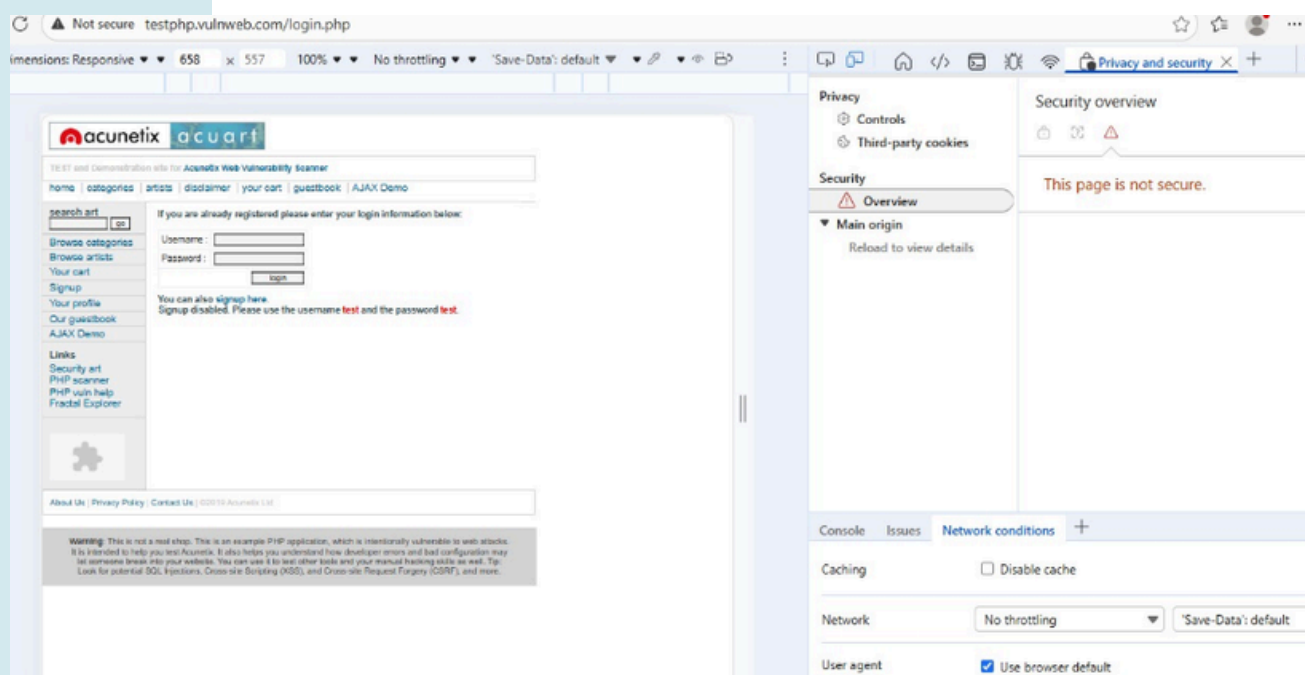 Not secure testphp.vulnweb.com/login.php
imensions: Responsive 658 x 557 100% No throttling 'Save-Data': default
Privacy and security
acunetix acuart
TEST and Demonstration site for Acunetix Web Vulnerability Scanner
home | categories | artists | disclaimer | your cart | guestbook | AJAX Demo
search art
go
Browse categories
Browse artists
Your cart
Signup
Your profile
Our guestbook
AJAX Demo
Links
Security art
PHP scanner
PHP vuln help
Fractal Explorer
If you are already registered please enter your login information below:
Username :
Password :
login
You can also signup here.
Signup disabled. Please use the username test and the password test.
About Us | Privacy Policy | Contact Us | ©2019 Acunetix Ltd
Warning: This is not a real shop. This is an example PHP application, which is intentionally vulnerable to web attacks.
It is intended to help you test Acunetix. It also helps you understand how developer errors and bad configuration may
let someone break into your website. You can use it to test other tools and your manual hacking skills as well. Tip:
Look for potential SQL Injections, Cross-site Scripting (XSS), and Cross-site Request Forgery (CSRF), and more.
Privacy
Controls
Third-party cookies
Security
Overview
Main origin
Reload to view details
Security overview
This page is not secure.
Console Issues Network conditions
Caching Disable cache
Network No throttling 'Save-Data': default
User agent Use browser default